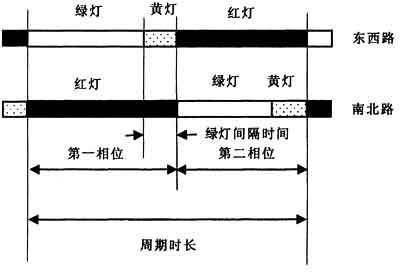 绿灯 黄灯 红灯
东西路
红灯 绿灯 黄灯
南北路
绿灯间隔时间
第一相位 第二相位
周期时长